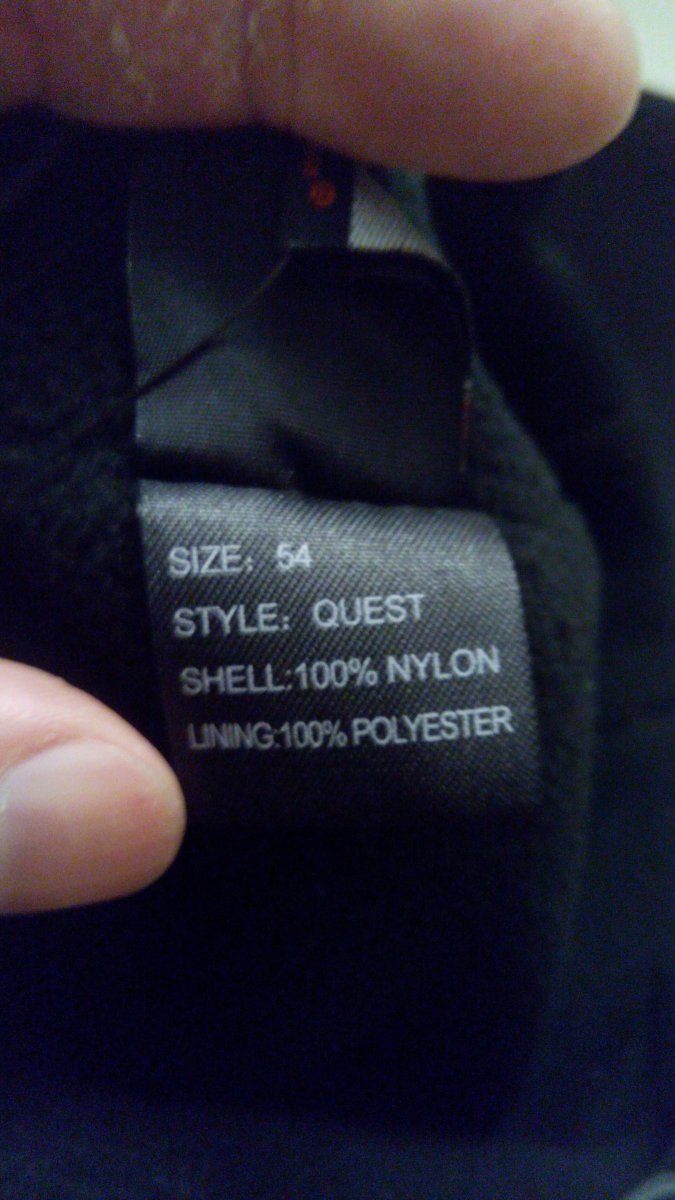 SIZE: 54
STYLE: QUEST
SHELL:100% NYLON
LINING:100% POLYESTER